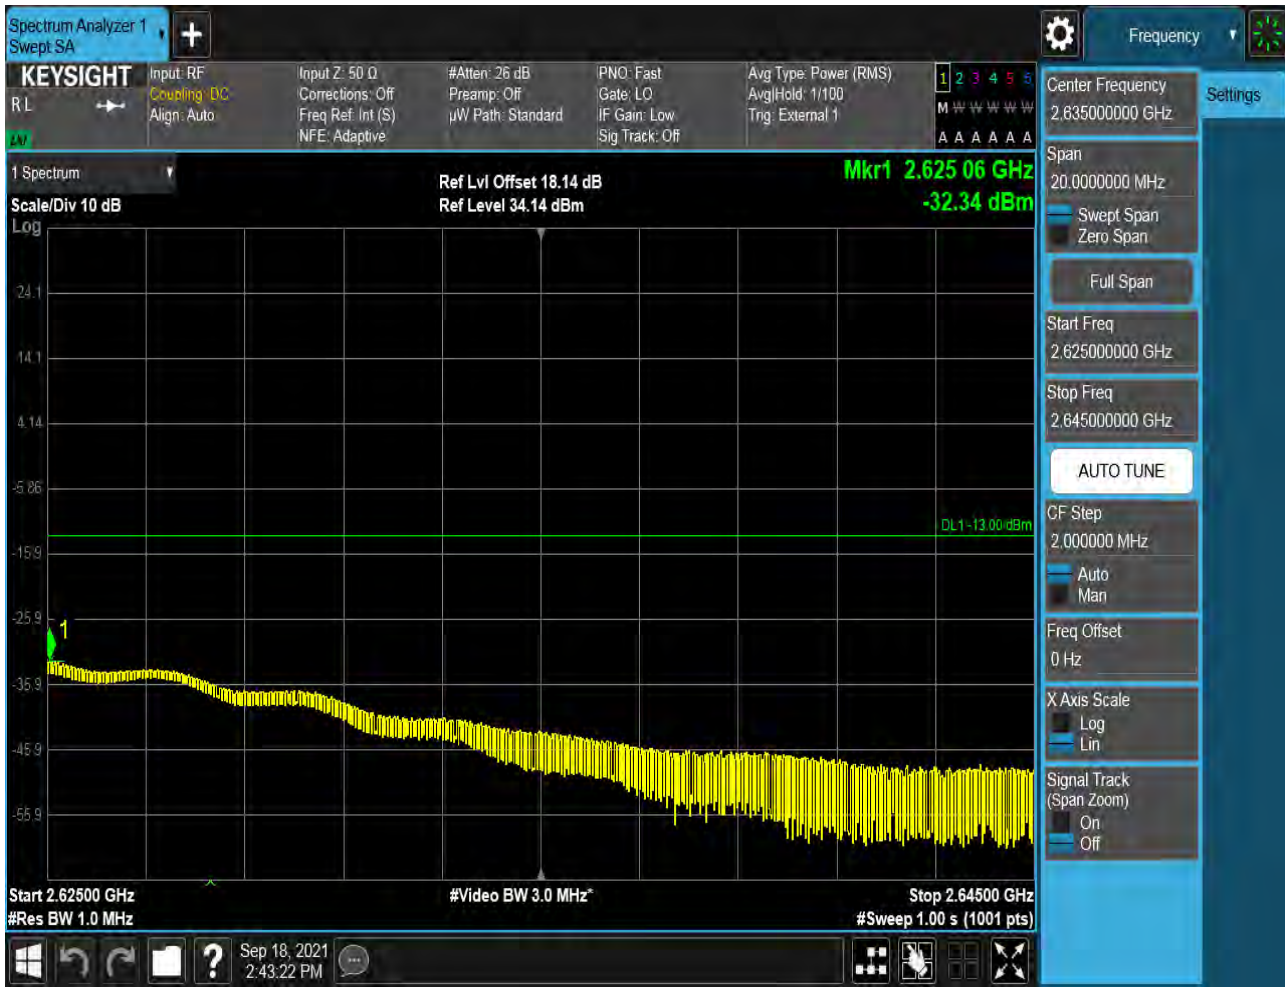 Spectrum Analyzer 1
Swept SA
Frequency
KEYSIGHT
R L
Input: RF
Coupling: DC
Align: Auto
Input Z: 50 Ω
Corrections: Off
Freq Ref: Int (S)
NFE: Adaptive
#Atten: 26 dB
Preamp: Off
µW Path: Standard
PNO: Fast
Gate: LO
IF Gain: Low
Sig Track: Off
Avg Type: Power (RMS)
Avg|Hold: 1/100
Trig: External 1
1 2 3 4 5 6
M W W W W W
A A A A A A
1 Spectrum
Scale/Div 10 dB
Log
Ref Lvl Offset 18.14 dB
Ref Level 34.14 dBm
Mkr1 2.625 06 GHz
-32.34 dBm
24.1
14.1
4.14
-5.86
-15.9
-25.9
-35.9
-45.9
-55.9
DL1 -13.00 dBm
1
Start 2.62500 GHz
#Res BW 1.0 MHz
#Video BW 3.0 MHz*
Stop 2.64500 GHz
#Sweep 1.00 s (1001 pts)
Sep 18, 2021
2:43:22 PM
Center Frequency
2.635000000 GHz
Settings
Span
20.0000000 MHz
Swept Span
Zero Span
Full Span
Start Freq
2.625000000 GHz
Stop Freq
2.645000000 GHz
AUTO TUNE
CF Step
2.000000 MHz
Auto
Man
Freq Offset
0 Hz
X Axis Scale
Log
Lin
Signal Track
(Span Zoom)
On
Off